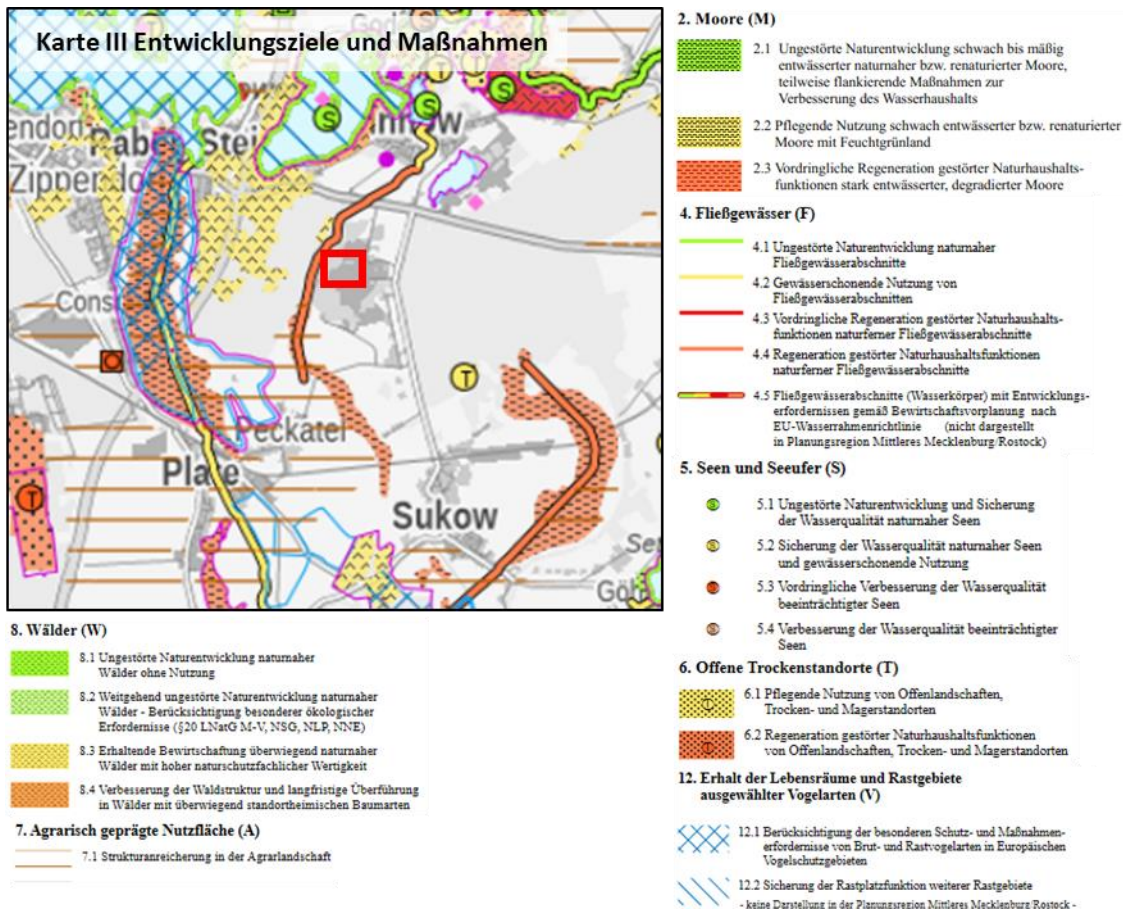 Karte III Entwicklungsziele und Maßnahmen
Stei
Plate
Peckatel
Sukow
T
T
T
T
S
S
S
2. Moore (M)
2.1 Ungestörte Naturentwicklung schwach bis mäßig
entwässerter naturnaher bzw. renaturierter Moore,
teilweise flankierende Maßnahmen zur
Verbesserung des Wasserhaushalts
2.2 Pflegende Nutzung schwach entwässerter bzw. renaturierter
Moore mit Feuchtgrünland
2.3 Vordringliche Regeneration gestörter Naturhaushalts-
funktionen stark entwässerter, degradierter Moore
4. Fließgewässer (F)
4.1 Ungestörte Naturentwicklung naturnaher
Fließgewässerabschnitte
4.2 Gewässerschonende Nutzung von
Fließgewässerabschnitten
4.3 Vordringliche Regeneration gestörter Naturhaushalts-
funktionen naturferner Fließgewässerabschnitte
4.4 Regeneration gestörter Naturhaushaltsfunktionen
naturferner Fließgewässerabschnitte
4.5 Fließgewässerabschnitte (Wasserkörper) mit Entwicklungs-
erfordernissen gemäß Bewirtschaftsvorplanung nach
EU-Wasserrahmenrichtlinie (nicht dargestellt
in Planungsregion Mittleres Mecklenburg/Rostock)
5. Seen und Seeufer (S)
5.1 Ungestörte Naturentwicklung und Sicherung
der Wasserqualität naturnaher Seen
5.2 Sicherung der Wasserqualität naturnaher Seen
und gewässerschonende Nutzung
5.3 Vordringliche Verbesserung der Wasserqualität
beeinträchtigter Seen
5.4 Verbesserung der Wasserqualität beeinträchtigter
Seen
6. Offene Trockenstandorte (T)
6.1 Pflegende Nutzung von Offenlandschaften,
Trocken- und Magerstandorten
6.2 Regeneration gestörter Naturhaushaltsfunktionen
von Offenlandschaften, Trocken- und Magerstandorten
12. Erhalt der Lebensräume und Rastgebiete
ausgewählter Vogelarten (V)
12.1 Berücksichtigung der besonderen Schutz- und Maßnahmen-
erfordernisse von Brut- und Rastvogelarten in Europäischen
Vogelschutzgebieten
12.2 Sicherung der Rastplatzfunktion weiterer Rastgebiete
- keine Darstellung in der Planungsregion Mittleres Mecklenburg/Rostock -
8. Wälder (W)
8.1 Ungestörte Naturentwicklung naturnaher
Wälder ohne Nutzung
8.2 Weitgehend ungestörte Naturentwicklung naturnaher
Wälder - Berücksichtigung besonderer ökologischer
Erfordernisse (§20 LNatG M-V, NSG, NLP, NNE)
8.3 Erhaltende Bewirtschaftung überwiegend naturnaher
Wälder mit hoher naturschutzfachlicher Wertigkeit
8.4 Verbesserung der Waldstruktur und langfristige Überführung
in Wälder mit überwiegend standortheimischen Baumarten
7. Agrarisch geprägte Nutzfläche (A)
7.1 Strukturanreicherung in der Agrarlandschaft